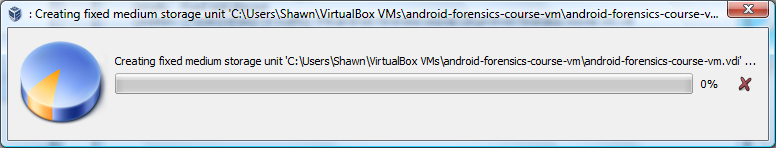 : Creating fixed medium storage unit 'C:\Users\Shawn\VirtualBox VMs\android-forensics-course-vm\android-forensics-course-v...
Creating fixed medium storage unit 'C:\Users\Shawn\VirtualBox VMs\android-forensics-course-vm\android-forensics-course-vm.vdi' ...
0%